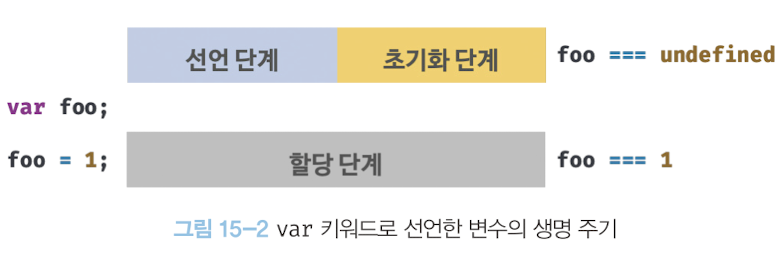 선언 단계 초기화 단계 foo === undefined
var foo;
foo = 1; 할당 단계 foo === 1
그림 15-2 var 키워드로 선언한 변수의 생명 주기